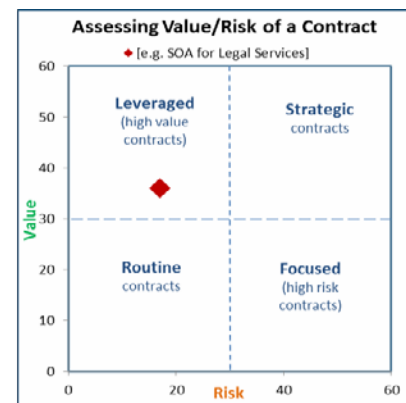 Assessing Value/Risk of a Contract
[e.g. SOA for Legal Services]
60
50
40
30
20
10
0
Value
Leveraged
(high value
contracts)
Strategic
contracts
Routine
contracts
Focused
(high risk
contracts)
0
20
40
60
Risk